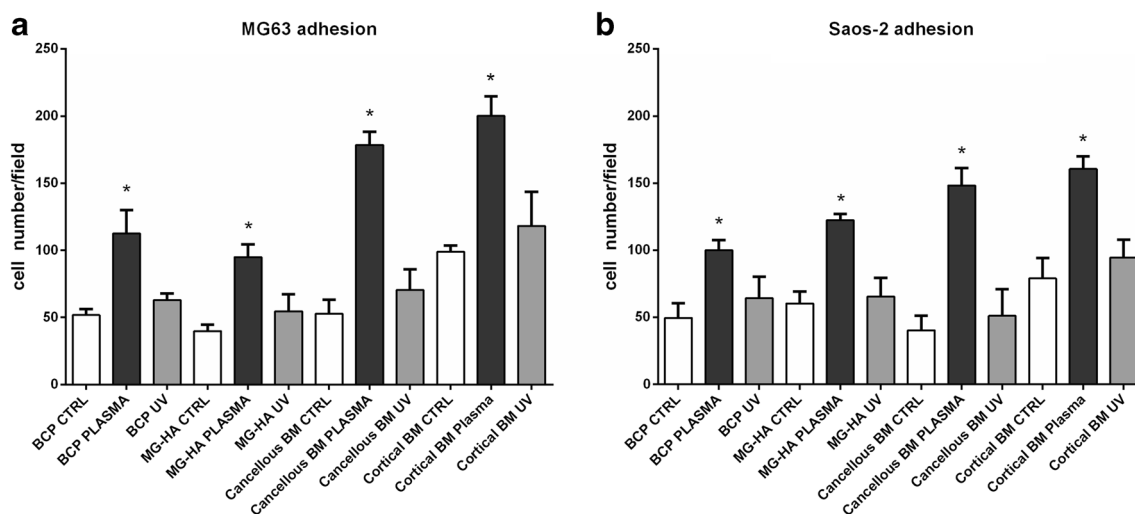 a
MG63 adhesion
cell number/field
250
200
150
100
50
0
*
*
*
*
BCP CTRL
BCP PLASMA
BCP UV
MG-HA CTRL
MG-HA PLASMA
MG-HA UV
Cancellous BM CTRL
Cancellous BM PLASMA
Cancellous BM UV
Cortical BM CTRL
Cortical BM Plasma
Cortical BM UV
b
Saos-2 adhesion
cell number/field
250
200
150
100
50
0
*
*
*
*
BCP CTRL
BCP PLASMA
BCP UV
MG-HA CTRL
MG-HA PLASMA
MG-HA UV
Cancellous BM CTRL
Cancellous BM PLASMA
Cancellous BM UV
Cortical BM CTRL
Cortical BM Plasma
Cortical BM UV